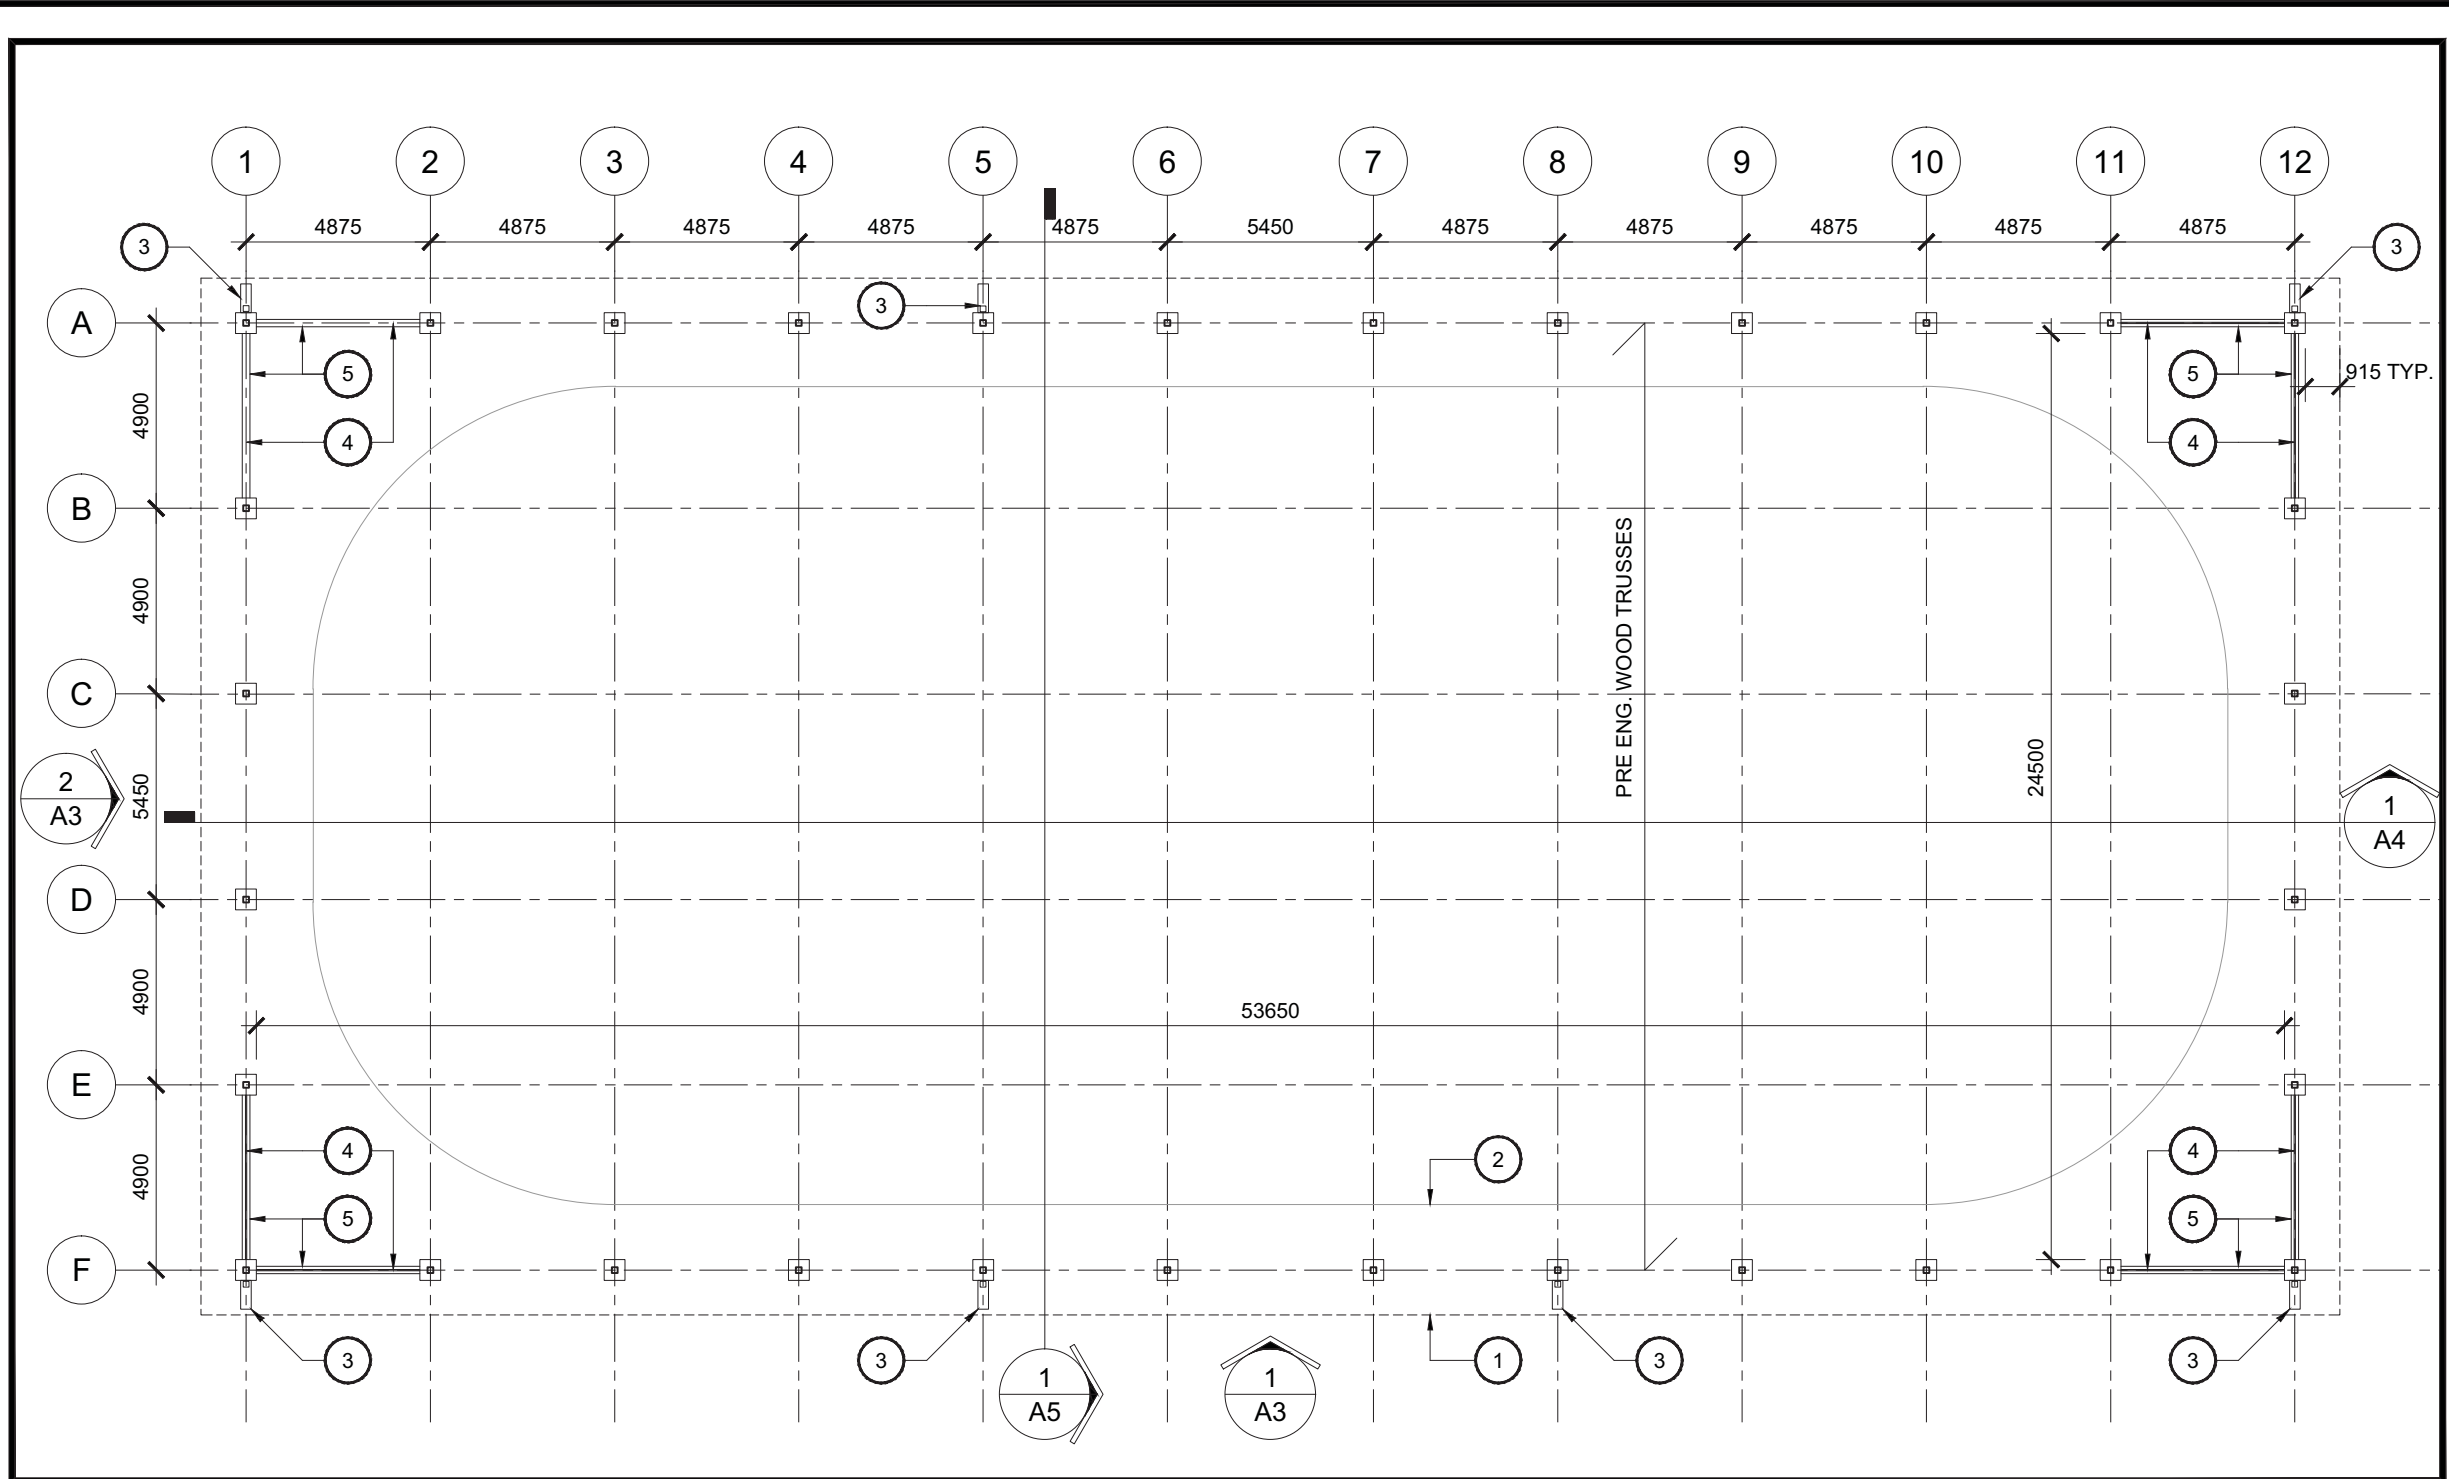 1 2 3 4 5 6 7 8 9 10 11 12
4875 4875 4875 4875 4875 5450 4875 4875 4875 4875 4875
3 3
3
A
5 5 915 TYP.
4900
4 4
B
PRE ENG. WOOD TRUSSES
4900
C
2
A3
5450
24500
1
A4
D
4900
53650
E
4 2 4
4900
5 5
F
3 3 1 3 3
1
A5
1
A3